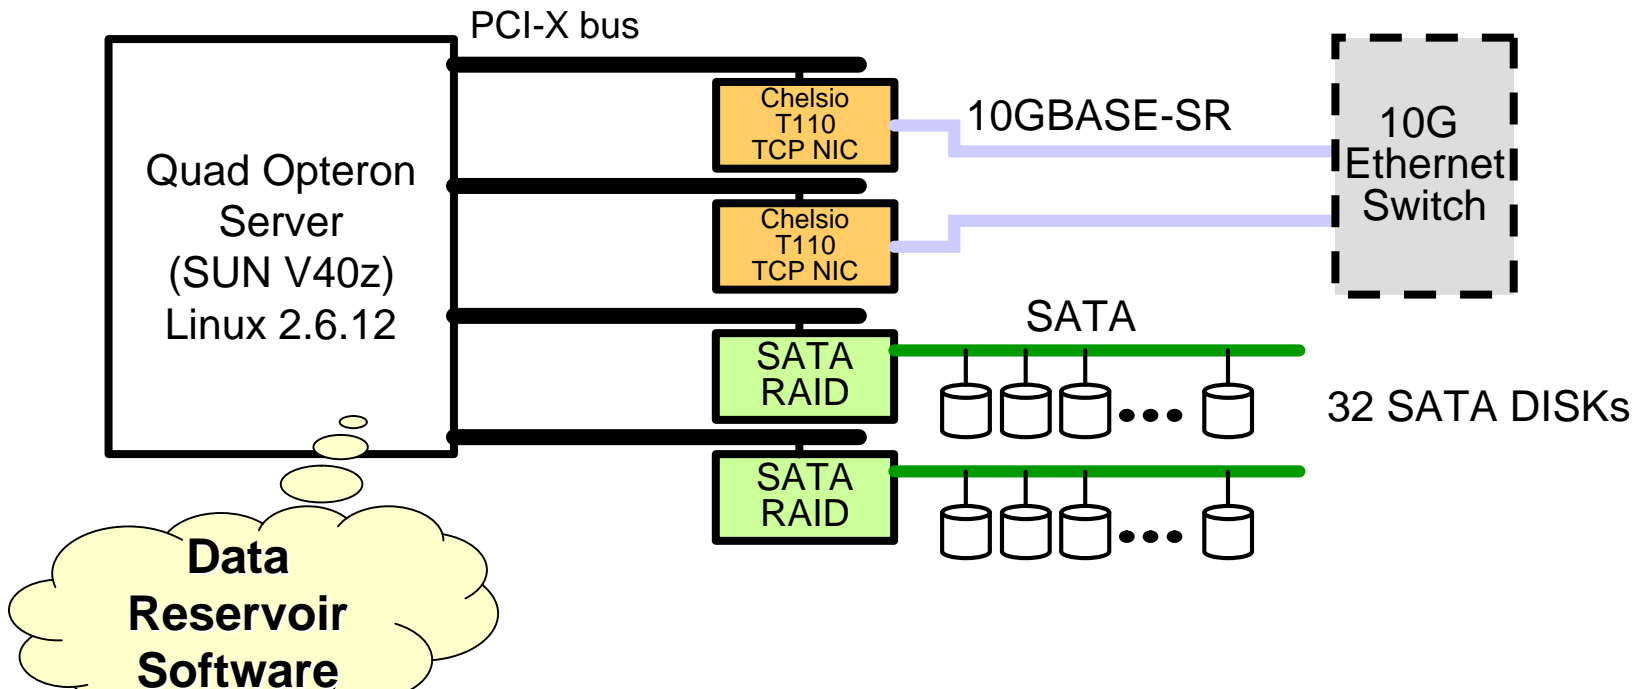 PCI-X bus
Quad Opteron
Server
(SUN V40z)
Linux 2.6.12
Chelsio
T110
TCP NIC
10GBASE-SR
10G
Ethernet
Switch
Chelsio
T110
TCP NIC
SATA
RAID
SATA
32 SATA DISKs
SATA
RAID
Data
Reservoir
Software